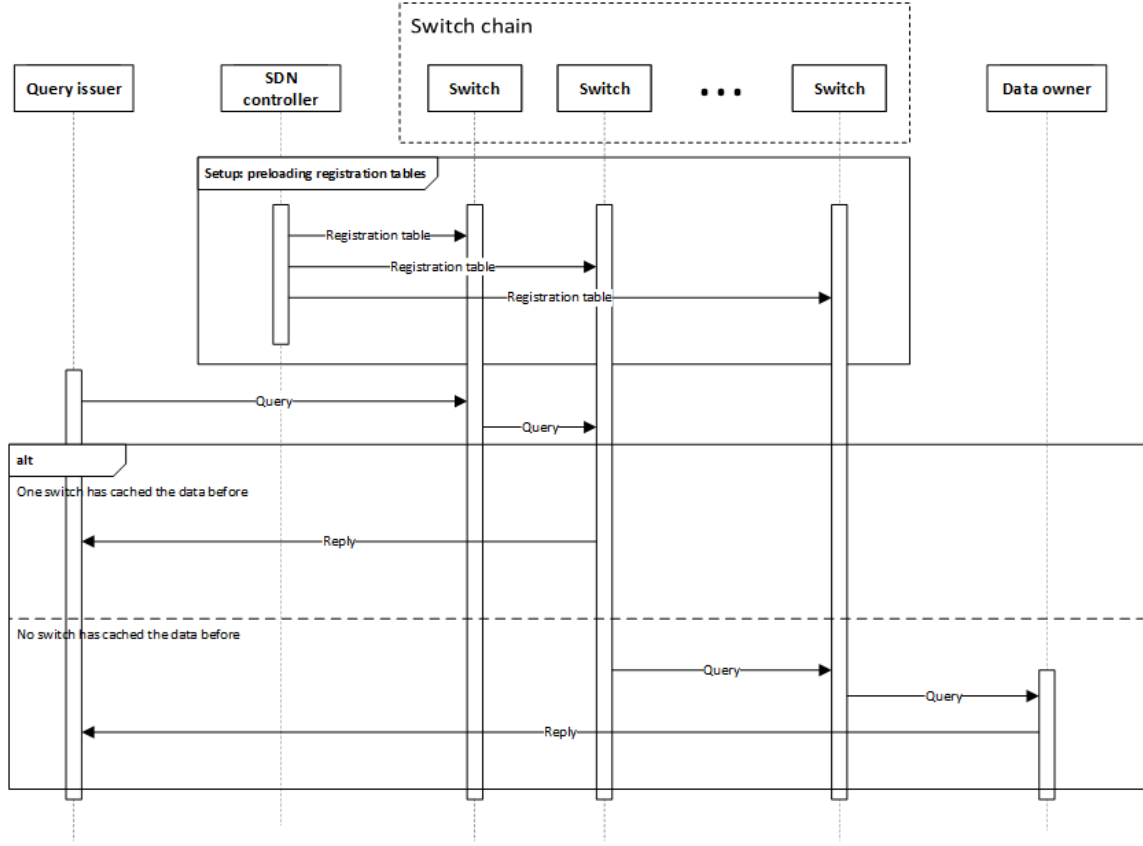 Switch chain
Query issuer
SDN
controller
Switch
Switch
...
Switch
Data owner
Setup: preloading registration tables
Registration table
Registration table
Registration table
Query
Query
alt
One switch has cached the data before
Reply
No switch has cached the data before
Query
Query
Reply